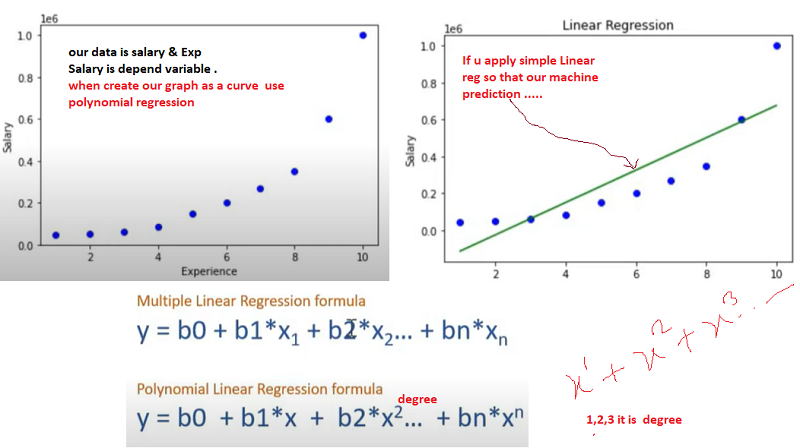 1e6
our data is salary & Exp
Salary is depend variable .
when create our graph as a curve use
polynomial regression
1.0
0.8
0.6
0.4
0.2
0.0
Salary
2
4
6
8
10
Experience
Linear Regression
1e6
If u apply simple Linear
reg so that our machine
prediction .....
1.0
0.8
0.6
0.4
0.2
0.0
Salary
2
4
6
8
10
Multiple Linear Regression formula
y = b0 + b1*x₁ + b2*x₂... + bn*xₙ
Polynomial Linear Regression formula
degree
y = b0 + b1*x + b2*x²... + bn*xⁿ
x¹ + x² + x³ . . .
1,2,3 it is degree